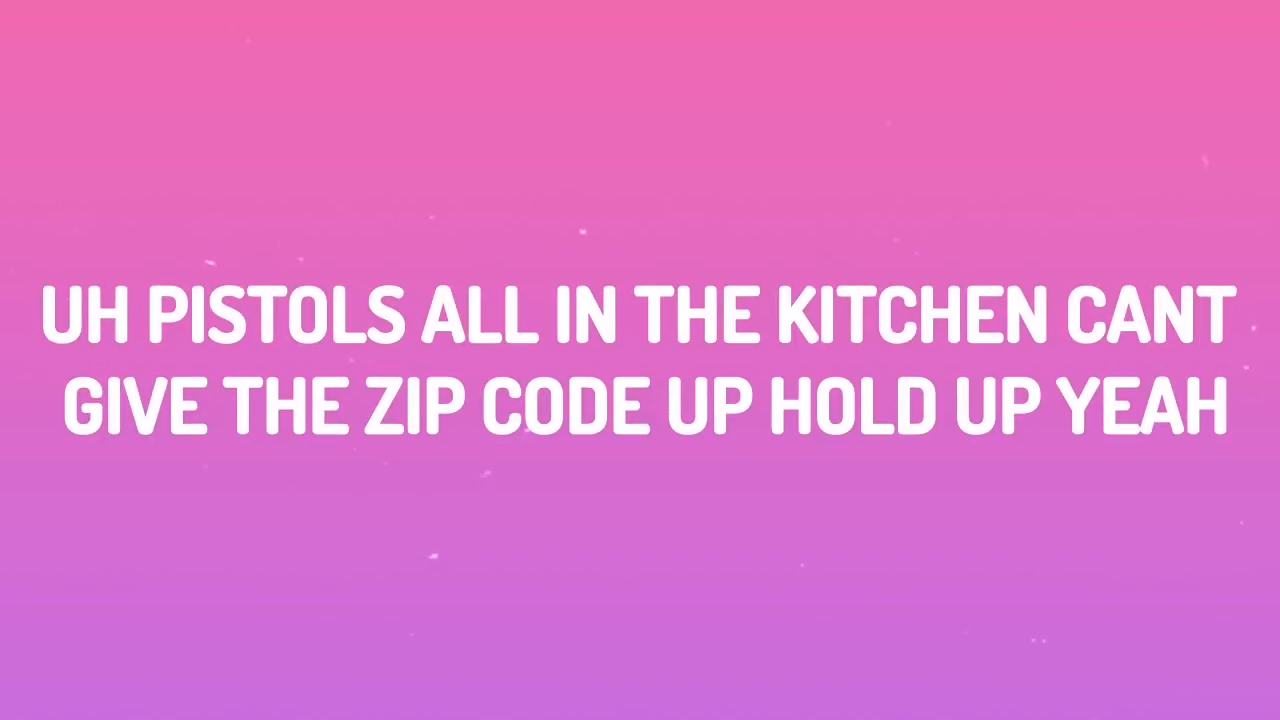 UH PISTOLS ALL IN THE KITCHEN CANT
GIVE THE ZIP CODE UP HOLD UP YEAH